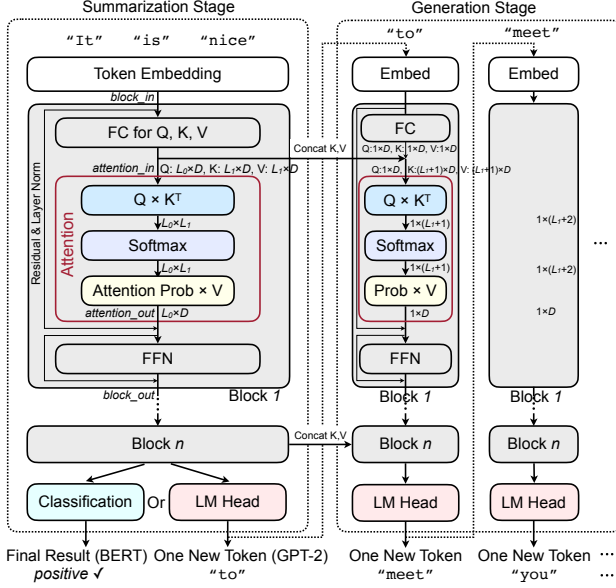 Summarization Stage
Generation Stage
"It" "is" "nice"
"to"
"meet"
Token Embedding
Embed
Embed
block_in
FC for Q, K, V
FC
Concat K,V
Q:1×D, K: 1×D, V:1×D
attention_in
Q: L₀×D, K: L₁×D, V: L₁×D
Q:1×D, K:(L₁+1)×D, V: (L₁+1)×D
Residual & Layer Norm
Attention
Q × Kᵀ
Q × Kᵀ
L₀×L₁
1×(L₁+1)
1×(L₁+2)
Softmax
Softmax
L₀×L₁
1×(L₁+1)
1×(L₁+2)
...
Attention Prob × V
Prob × V
attention_out
L₀×D
1×D
1×D
FFN
FFN
block_out
Block 1
Block 1
Block 1
Block n
Concat K,V
Block n
Block n
...
Classification
Or
LM Head
LM Head
LM Head
...
Final Result (BERT)
One New Token (GPT-2)
One New Token
One New Token
...
positive ✓
"to"
"meet"
"you"
...